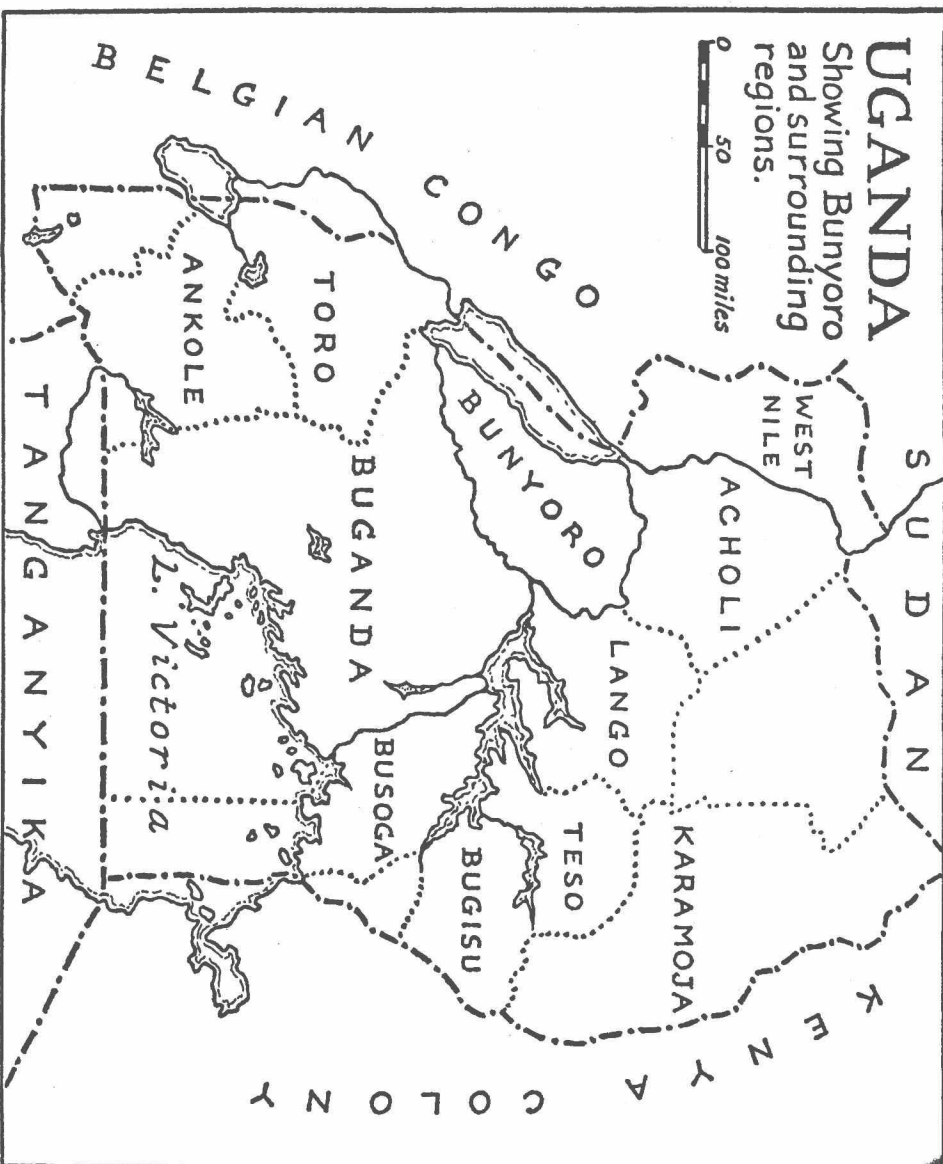 UGANDA
Showing Bunyoro
and surrounding
regions.
0 50 100 miles
SUDAN
WEST
NILE
BELGIAN CONGO
ACHOLI
KARAMOJA
LANGO
BUNYORO
TESO
BUGISU
KENYA COLONY
TORO
BUGANDA
BUSOGA
ANKOLE
L. Victoria
TANGANYIKA